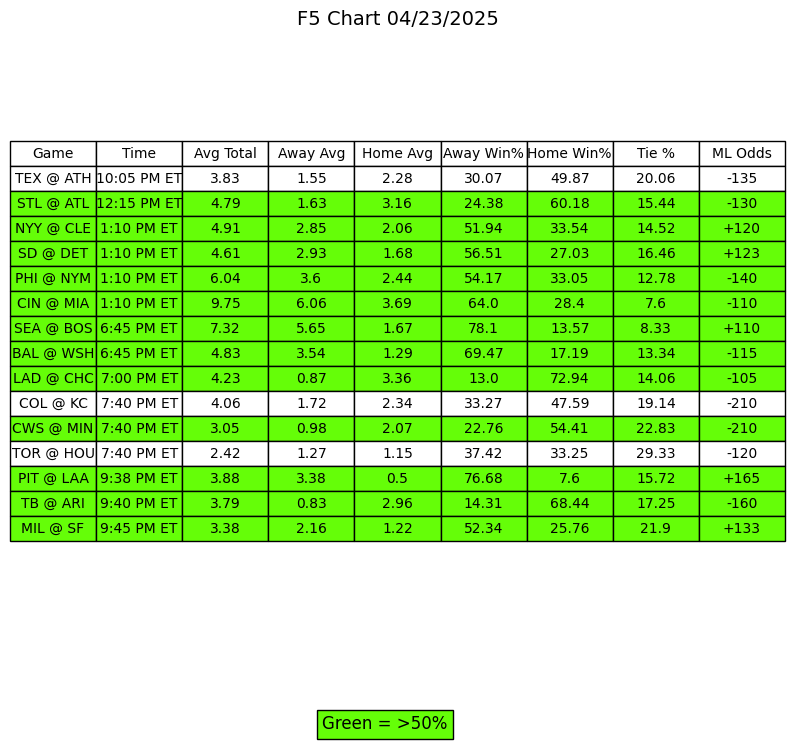 F5 Chart 04/23/2025
Game Time Avg Total Away Avg Home Avg Away Win% Home Win% Tie % ML Odds
TEX @ ATH 10:05 PM ET 3.83 1.55 2.28 30.07 49.87 20.06 -135
STL @ ATL 12:15 PM ET 4.79 1.63 3.16 24.38 60.18 15.44 -130
NYY @ CLE 1:10 PM ET 4.91 2.85 2.06 51.94 33.54 14.52 +120
SD @ DET 1:10 PM ET 4.61 2.93 1.68 56.51 27.03 16.46 +123
PHI @ NYM 1:10 PM ET 6.04 3.6 2.44 54.17 33.05 12.78 -140
CIN @ MIA 1:10 PM ET 9.75 6.06 3.69 64.0 28.4 7.6 -110
SEA @ BOS 6:45 PM ET 7.32 5.65 1.67 78.1 13.57 8.33 +110
BAL @ WSH 6:45 PM ET 4.83 3.54 1.29 69.47 17.19 13.34 -115
LAD @ CHC 7:00 PM ET 4.23 0.87 3.36 13.0 72.94 14.06 -105
COL @ KC 7:40 PM ET 4.06 1.72 2.34 33.27 47.59 19.14 -210
CWS @ MIN 7:40 PM ET 3.05 0.98 2.07 22.76 54.41 22.83 -210
TOR @ HOU 7:40 PM ET 2.42 1.27 1.15 37.42 33.25 29.33 -120
PIT @ LAA 9:38 PM ET 3.88 3.38 0.5 76.68 7.6 15.72 +165
TB @ ARI 9:40 PM ET 3.79 0.83 2.96 14.31 68.44 17.25 -160
MIL @ SF 9:45 PM ET 3.38 2.16 1.22 52.34 25.76 21.9 +133
Green = >50%